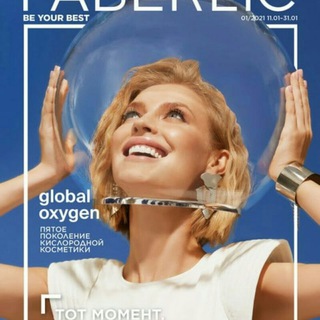 FABERLIC
BE YOUR BEST
01/2021 11.01-31.01
global
oxygen
ПЯТОЕ
ПОКОЛЕНИЕ
КИСЛОРОДНОЙ
КОСМЕТИКИ
ТОТ МОМЕНТ,